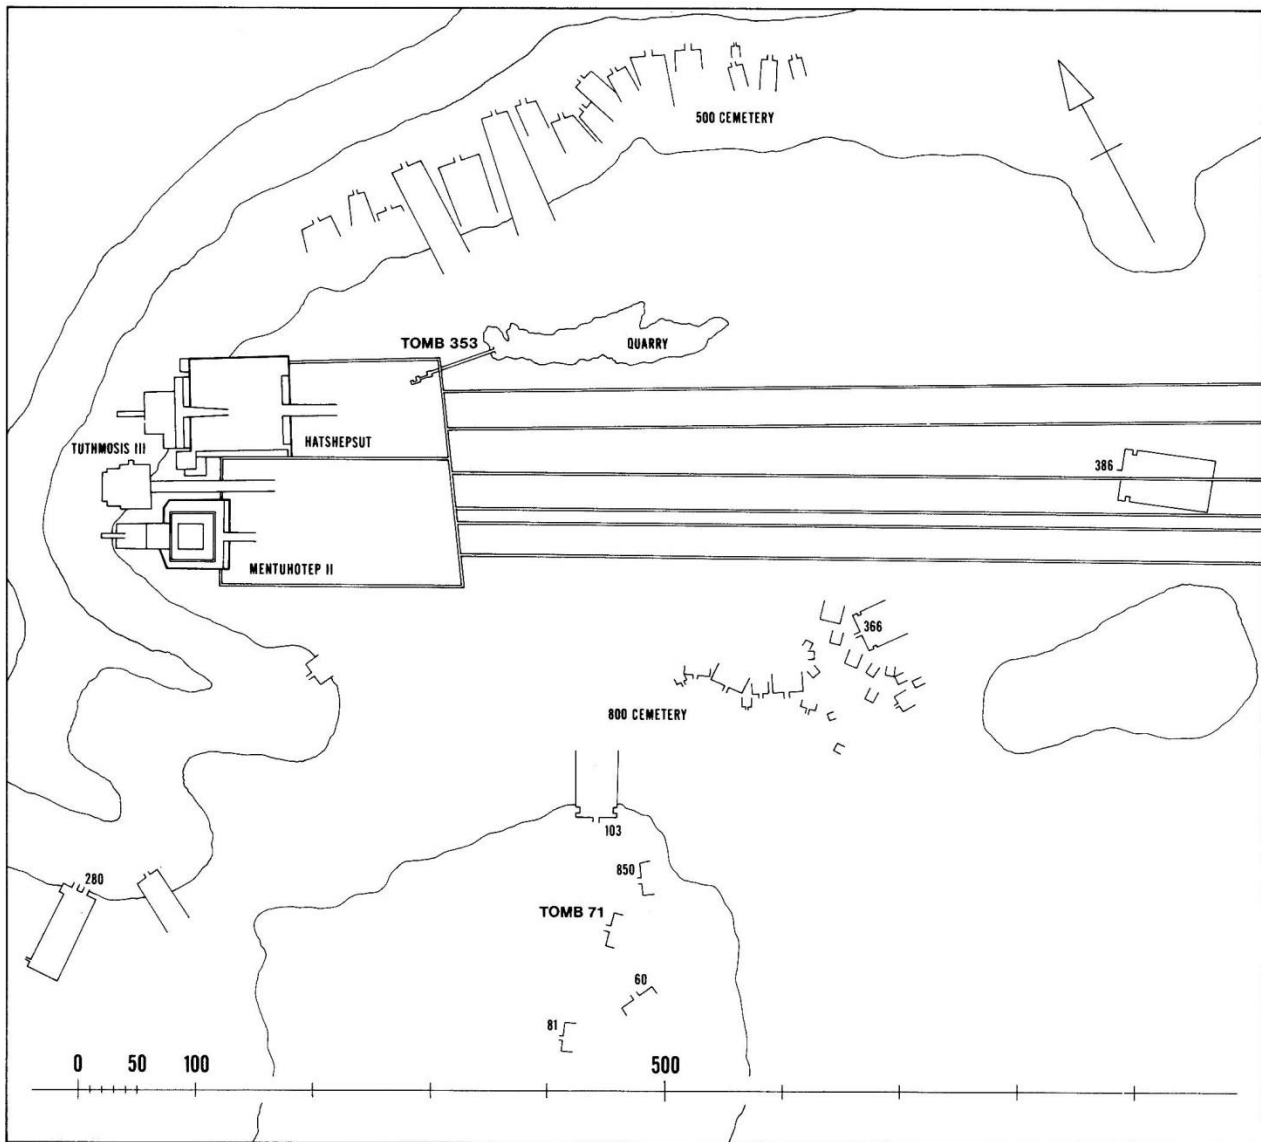 500 CEMETERY
TOMB 353
QUARRY
HATSHEPSUT
TUTHMOSIS III
386
MENTUHOTEP II
366
800 CEMETERY
103
850
280
TOMB 71
60
81
0 50 100 500